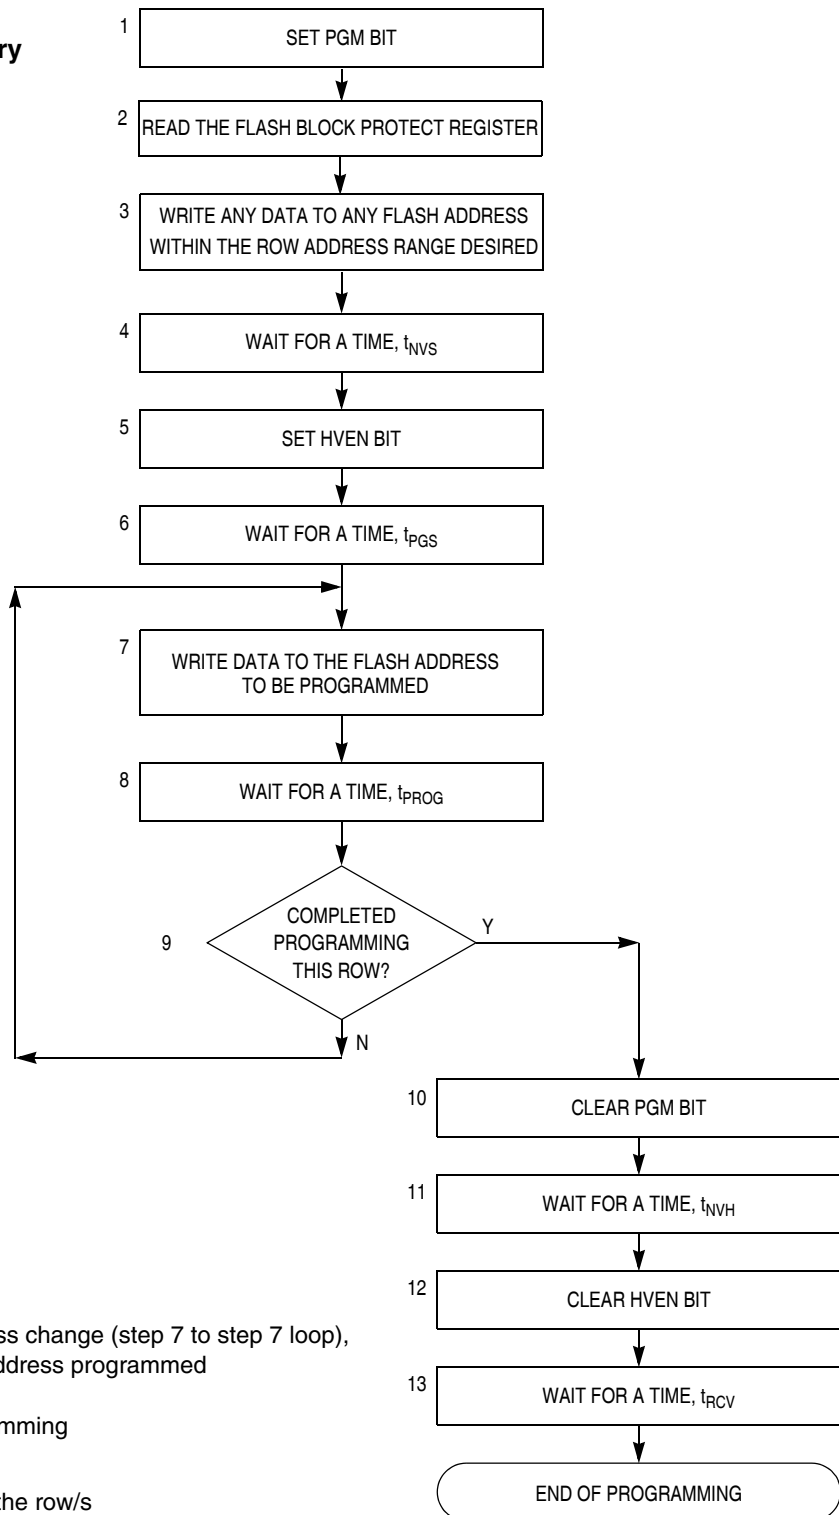 ry
1
SET PGM BIT
2
READ THE FLASH BLOCK PROTECT REGISTER
3
WRITE ANY DATA TO ANY FLASH ADDRESS
WITHIN THE ROW ADDRESS RANGE DESIRED
4
WAIT FOR A TIME, tNVS
5
SET HVEN BIT
6
WAIT FOR A TIME, tPGS
7
WRITE DATA TO THE FLASH ADDRESS
TO BE PROGRAMMED
8
WAIT FOR A TIME, tPROG
9
COMPLETED
PROGRAMMING
THIS ROW?
Y
N
10
CLEAR PGM BIT
11
WAIT FOR A TIME, tNVH
12
CLEAR HVEN BIT
13
WAIT FOR A TIME, tRCV
END OF PROGRAMMING
ss change (step 7 to step 7 loop),
ddress programmed
mming
the row/s